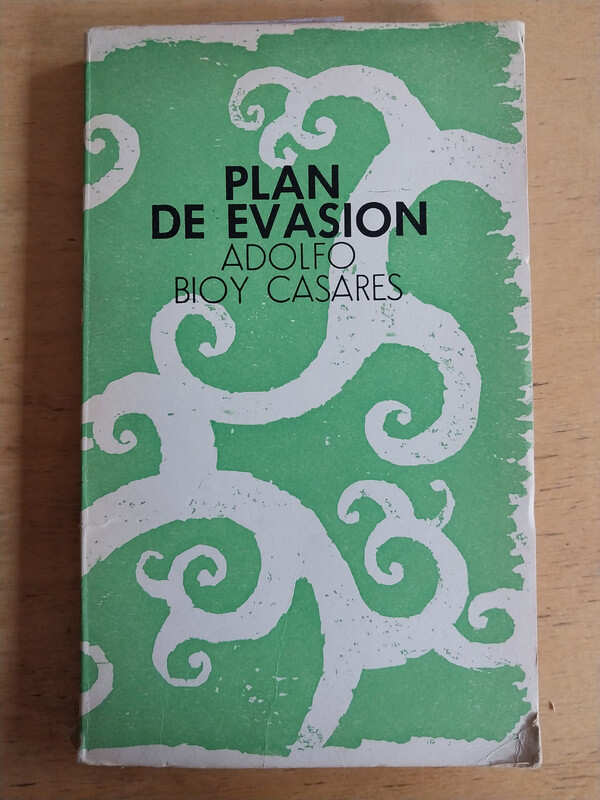 PLAN
DE EVASION
ADOLFO
BIOY CASARES